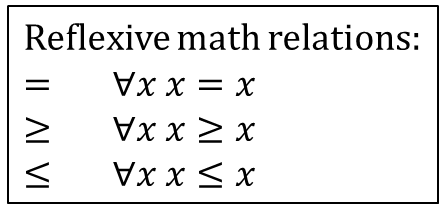 Reflexive math relations:
= ∀x x = x
≥ ∀x x ≥ x
≤ ∀x x ≤ x